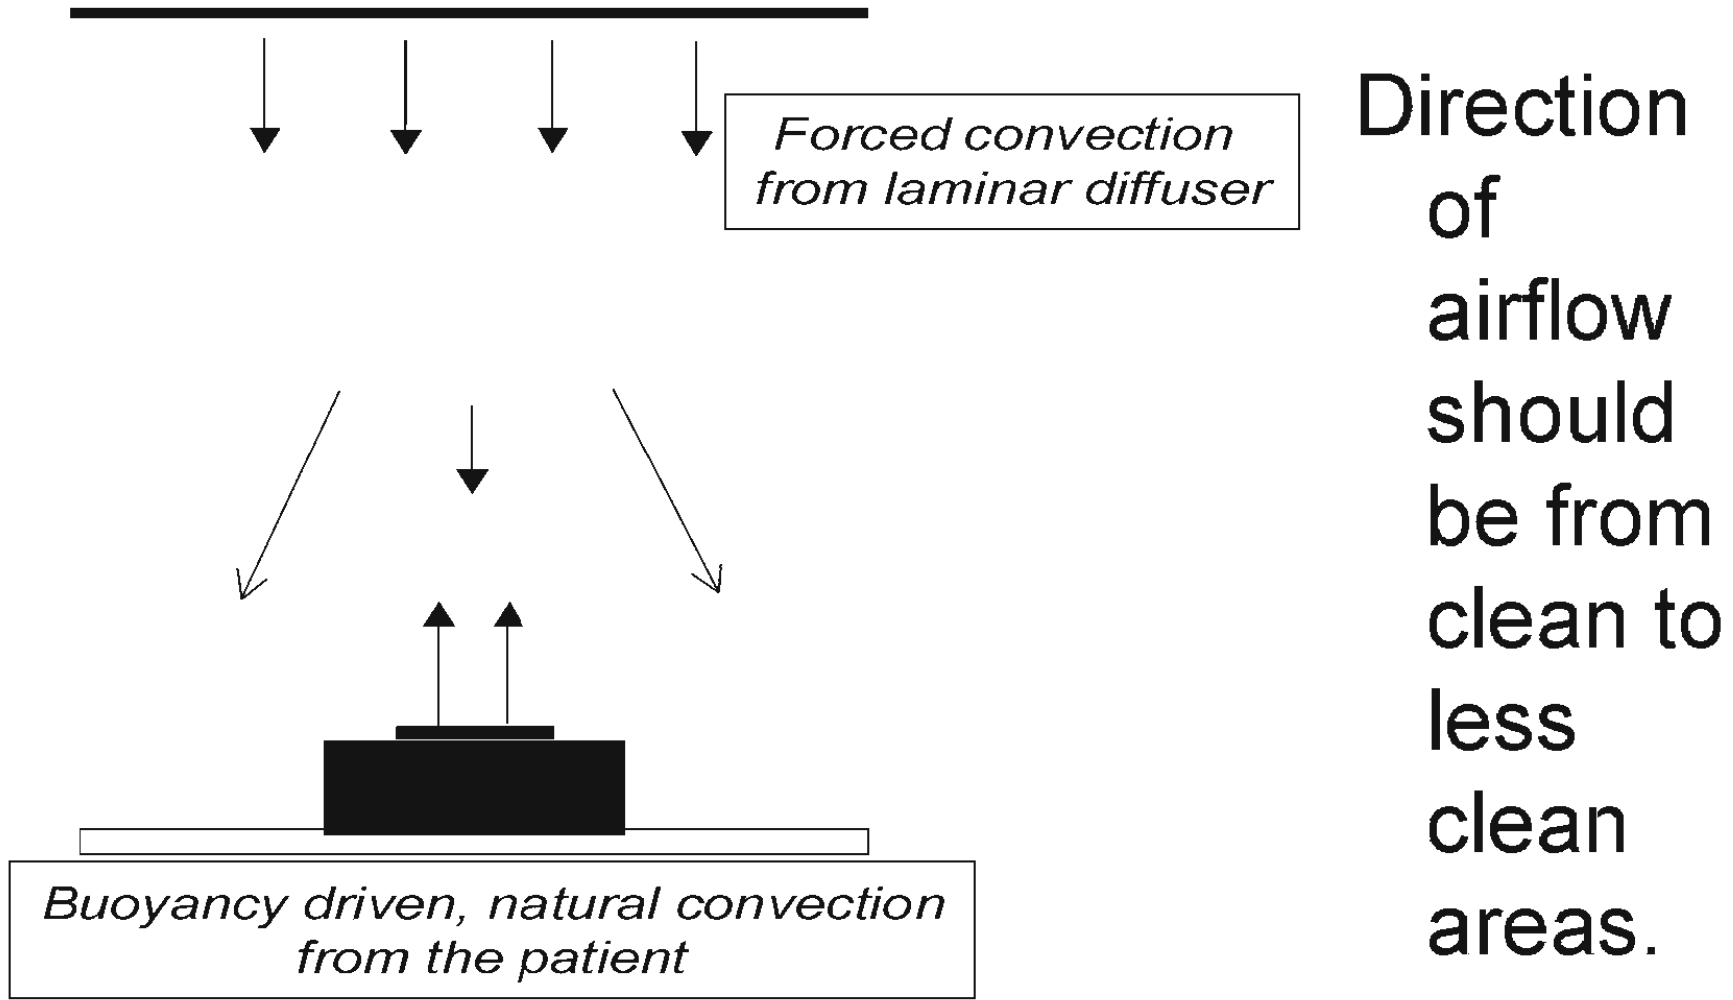 Forced convection
from laminar diffuser
Direction
of
airflow
should
be from
clean to
less
clean
areas.
Buoyancy driven, natural convection
from the patient